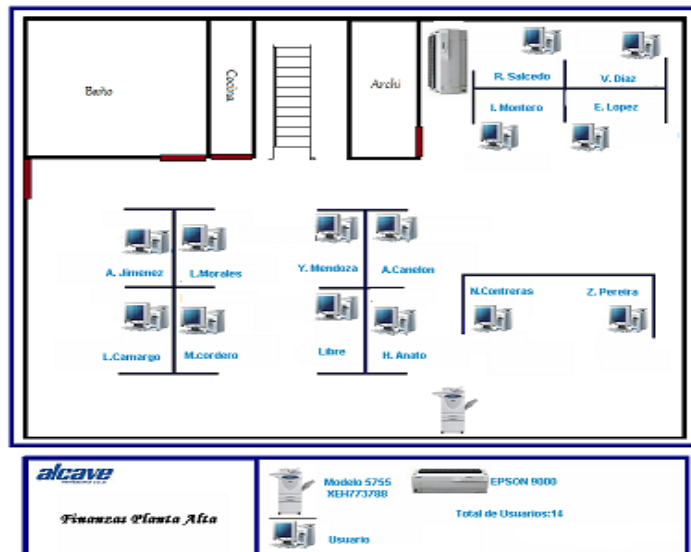 Baño
Cocina
Archi
R. Salcedo
V. Diaz
I. Montero
E. Lopez
A. Jimenez
L.Morales
Y. Mendoza
A.Canelon
N.Contreras
Z. Pereira
L.Camargo
M.cordero
Libre
H. Anato
alcave
Finanzas Planta Alta
Modelo 5755
XEH773788
EPSON 9000
Total de Usuarios:14
Usuario